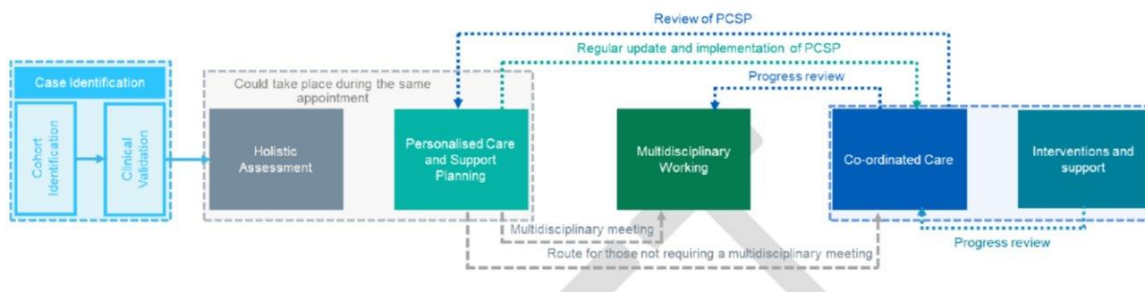 Review of PCSP
Regular update and implementation of PCSP
Progress review
Case Identification
Cohort
Identification
Clinical
Validation
Could take place during the same
appointment
Holistic
Assessment
Personalised Care
and Support
Planning
Multidisciplinary
Working
Co-ordinated Care
Interventions and
support
Multidisciplinary meeting
Route for those not requiring a multidisciplinary meeting
Progress review